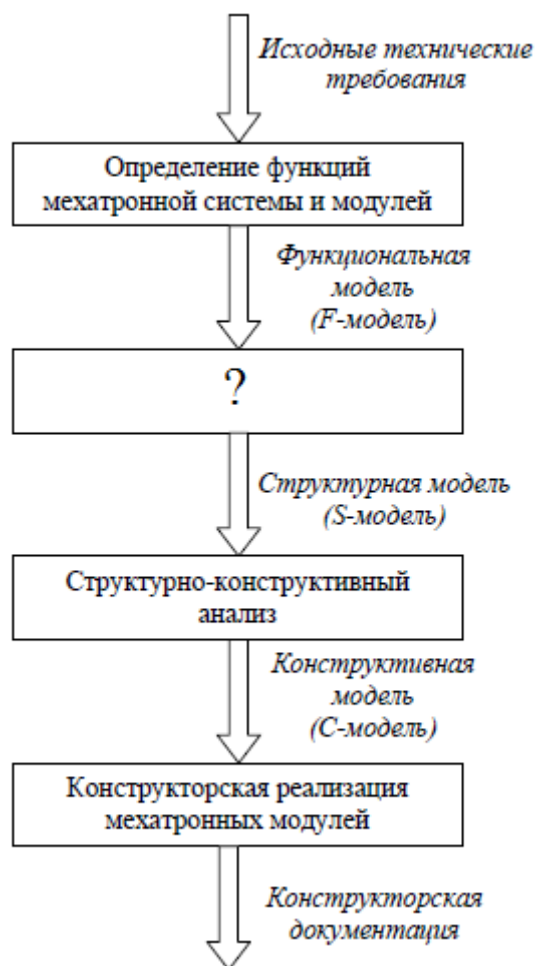 Исходные технические
требования
Определение функций
мехатронной системы и модулей
Функциональная
модель
(F-модель)
?
Структурная модель
(S-модель)
Структурно-конструктивный
анализ
Конструктивная
модель
(C-модель)
Конструкторская реализация
мехатронных модулей
Конструкторская
документация